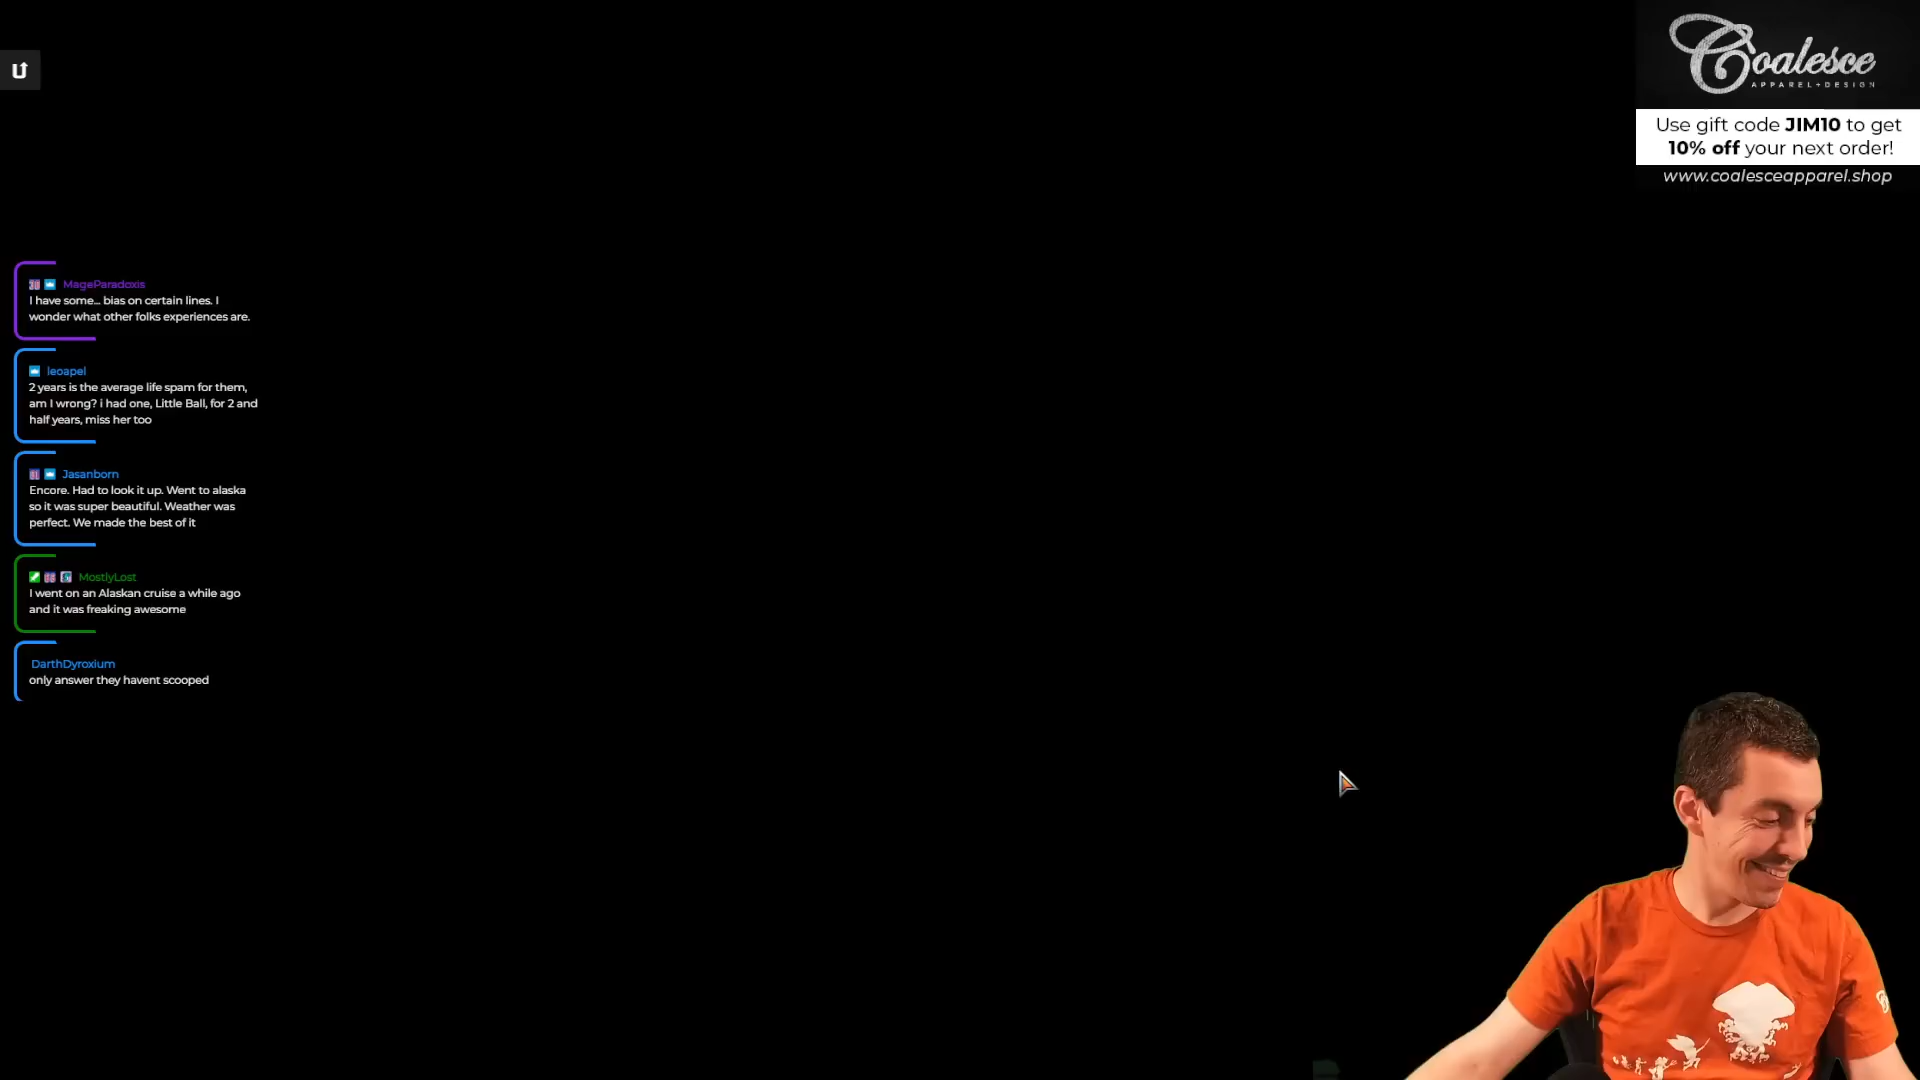 Coalesce
APPAREL+DESIGN
Use gift code JIM10 to get
10% off your next order!
www.coalesceapparel.shop
MageParadoxis
I have some... bias on certain lines. I
wonder what other folks experiences are.
leoapel
2 years is the average life spam for them,
am I wrong? i had one, Little Ball, for 2 and
half years, miss her too
Jasanborn
Encore. Had to look it up. Went to alaska
so it was super beautiful. Weather was
perfect. We made the best of it
MostlyLost
I went on an Alaskan cruise a while ago
and it was freaking awesome
DarthDyroxium
only answer they havent scooped